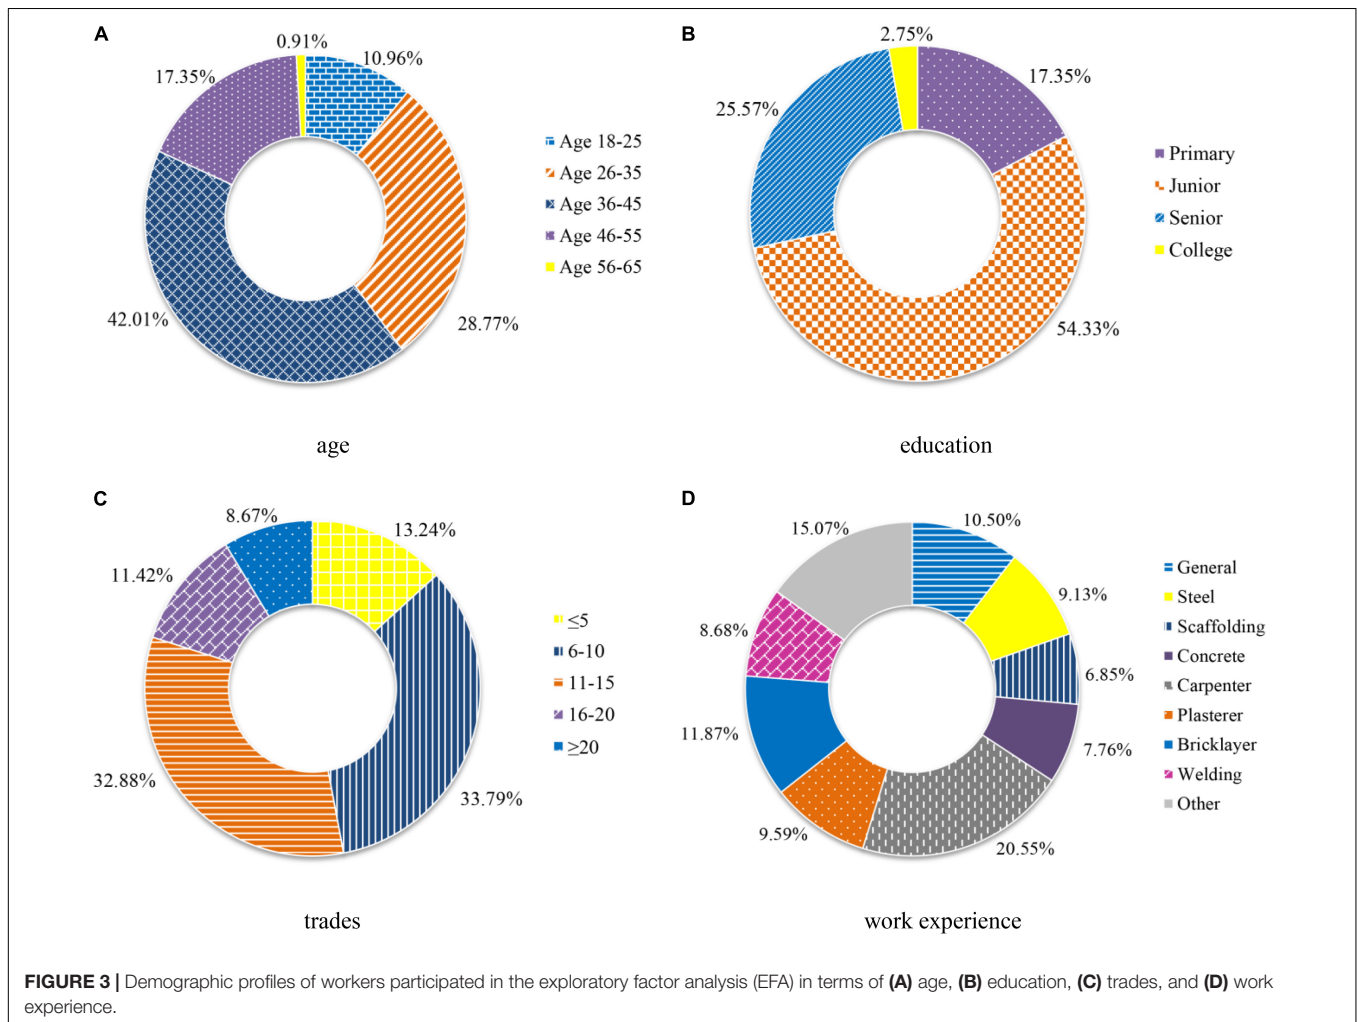 A
0.91%
10.96%
17.35%
42.01%
28.77%
Age 18-25
Age 26-35
Age 36-45
Age 46-55
Age 56-65
age
B
2.75%
17.35%
25.57%
54.33%
Primary
Junior
Senior
College
education
C
8.67%
13.24%
11.42%
32.88%
33.79%
≤5
6-10
11-15
16-20
≥20
trades
D
15.07%
10.50%
9.13%
8.68%
6.85%
11.87%
7.76%
9.59%
20.55%
General
Steel
Scaffolding
Concrete
Carpenter
Plasterer
Bricklayer
Welding
Other
work experience
FIGURE 3 | Demographic profiles of workers participated in the exploratory factor analysis (EFA) in terms of (A) age, (B) education, (C) trades, and (D) work
experience.